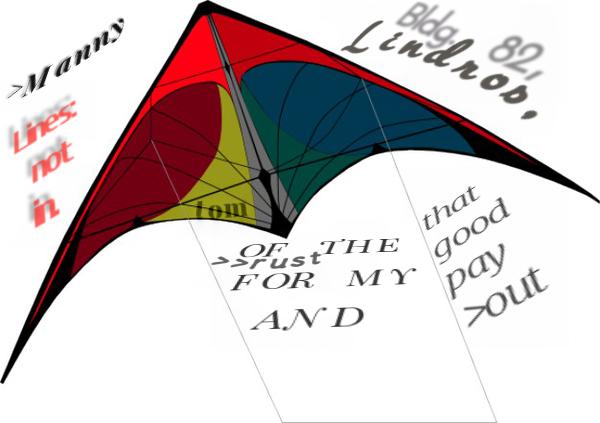 >Manny
Lines:
not
in.
Bldg 82,
Lindros,
tom
OF THE
>>rust
FOR MY
AND
that
good
pay
>out